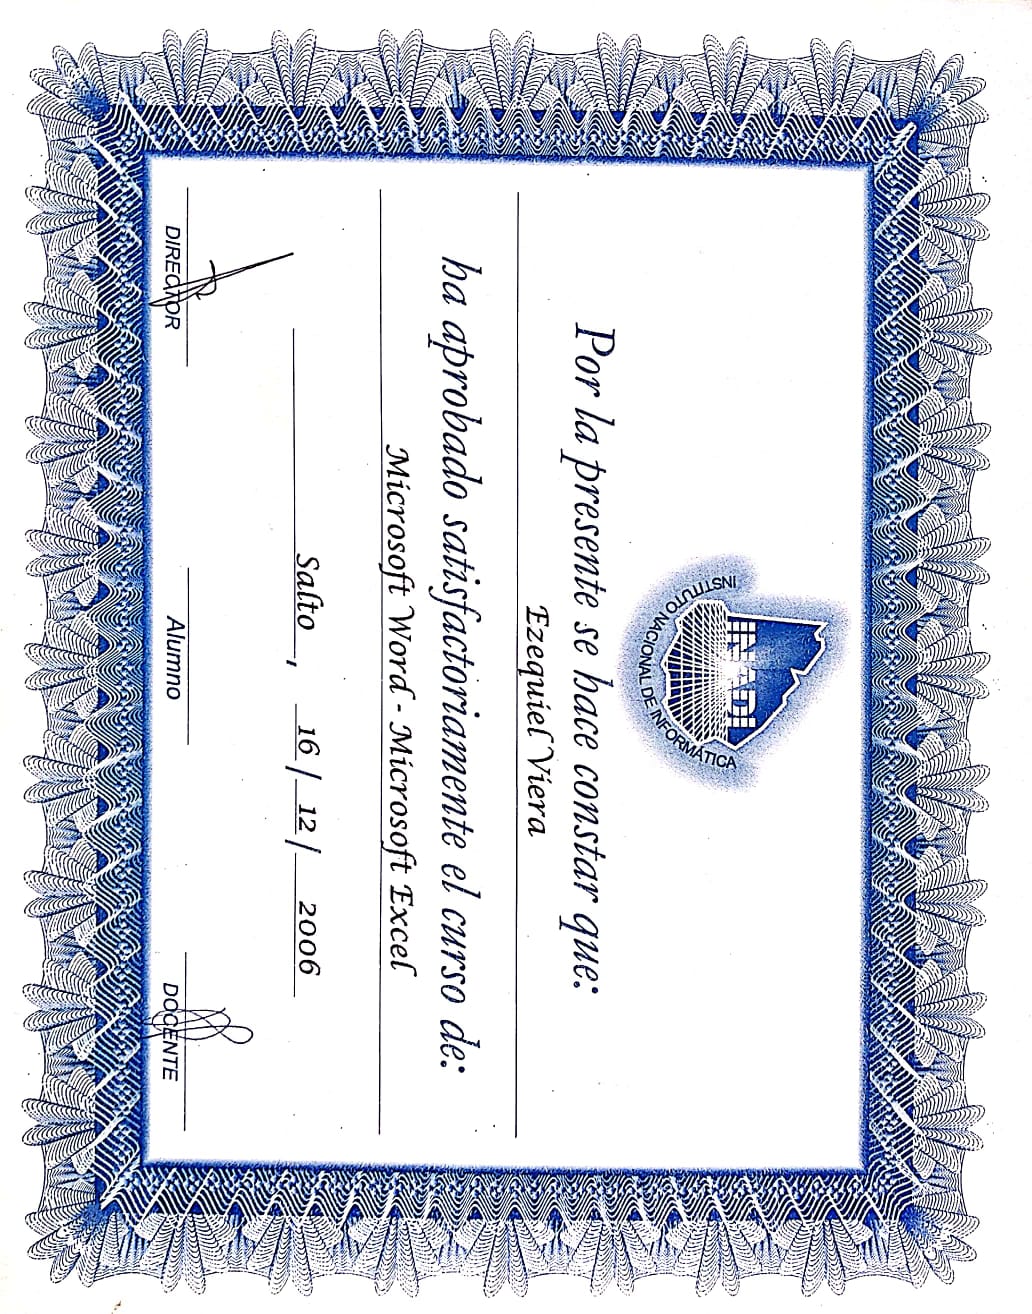 INADI
INSTITUTO NACIONAL DE INFORMÁTICA
Por la presente se hace constar que:
Ezequiel Viera
ha aprobado satisfactoriamente el curso de:
Microsoft Word - Microsoft Excel
Salto, 16 / 12 / 2006
DIRECTOR Alumno DOCENTE